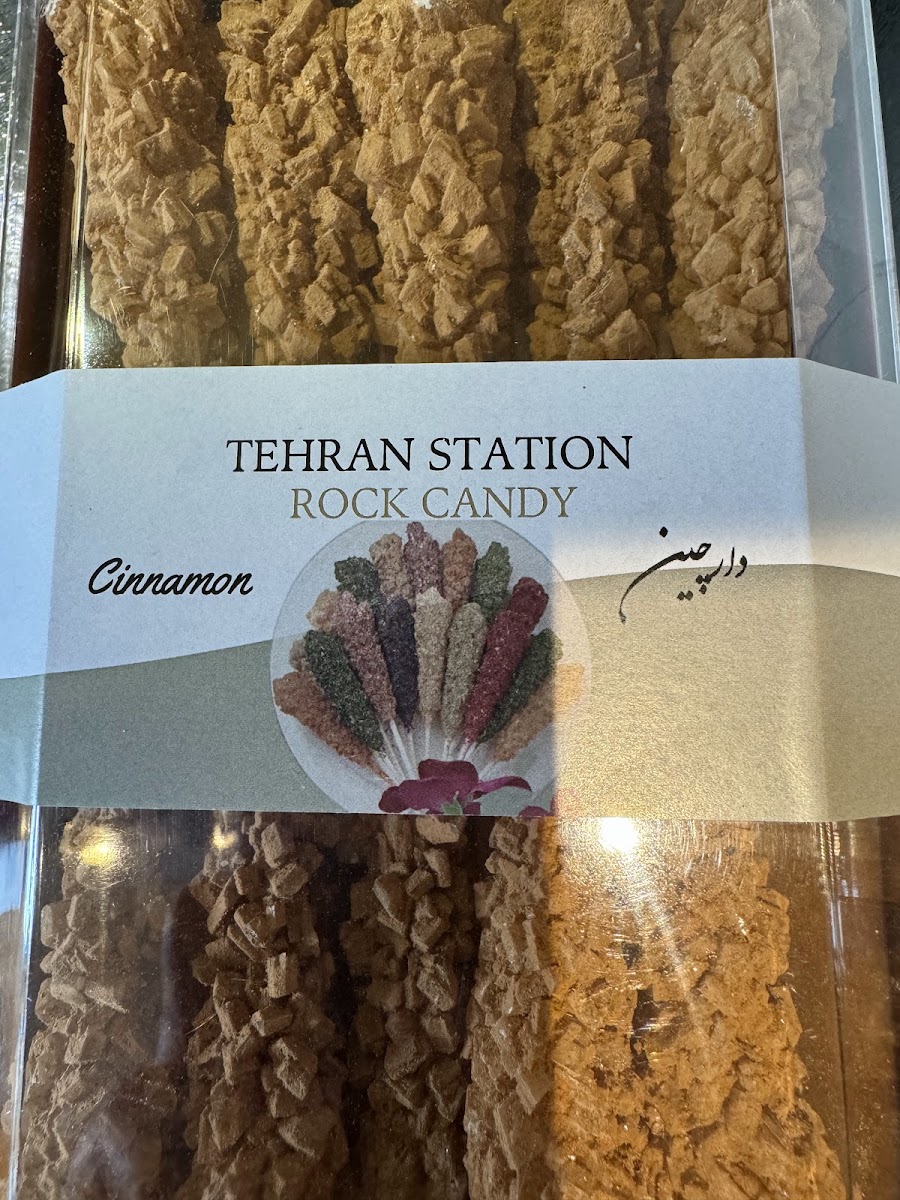 TEHRAN STATION
ROCK CANDY
Cinnamon
دارچین